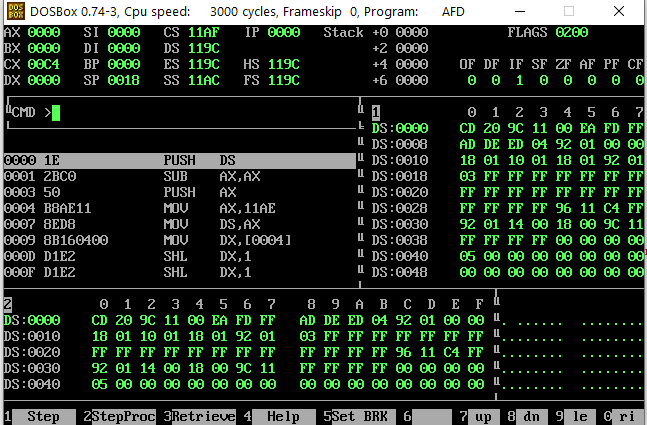 DOSBox 0.74-3, Cpu speed: 3000 cycles, Frameskip 0, Program: AFD
AX 0000 SI 0000 CS 11AF IP 0000 Stack +0 0000 FLAGS 0200
BX 0000 DI 0000 DS 119C +2 0000
CX 00C4 BP 0000 ES 119C HS 119C +4 0000 OF DF IF SF ZF AF PF CF
DX 0000 SP 0018 SS 11AC FS 119C +6 0000 0 0 1 0 0 0 0 0
CMD >
1 0 1 2 3 4 5 6 7
DS:0000 CD 20 9C 11 00 EA FD FF
DS:0008 AD DE ED 04 92 01 00 00
DS:0010 18 01 10 01 18 01 92 01
DS:0018 03 FF FF FF FF FF FF FF
DS:0020 FF FF FF FF FF FF FF FF
DS:0028 FF FF FF FF 96 11 C4 FF
DS:0030 92 01 14 00 18 00 9C 11
DS:0038 FF FF FF FF 00 00 00 00
DS:0040 05 00 00 00 00 00 00 00
DS:0048 00 00 00 00 00 00 00 00
0000 1E PUSH DS
0001 2BC0 SUB AX,AX
0003 50 PUSH AX
0004 B8AE11 MOV AX,11AE
0007 8ED8 MOV DS,AX
0009 8B160400 MOV DX,[0004]
000D D1E2 SHL DX,1
000F D1E2 SHL DX,1
2 0 1 2 3 4 5 6 7 8 9 A B C D E F
DS:0000 CD 20 9C 11 00 EA FD FF AD DE ED 04 92 01 00 00 ........ ........
DS:0010 18 01 10 01 18 01 92 01 03 FF FF FF FF FF FF FF ........ ........
DS:0020 FF FF FF FF FF FF FF FF FF FF FF FF 96 11 C4 FF ........ ........
DS:0030 92 01 14 00 18 00 9C 11 FF FF FF FF 00 00 00 00 ........ ........
DS:0040 05 00 00 00 00 00 00 00 00 00 00 00 00 00 00 00 ........ ........
1 Step 2StepProc 3Retrieve 4 Help 5Set BRK 6 7 up 8 dn 9 le 0 ri